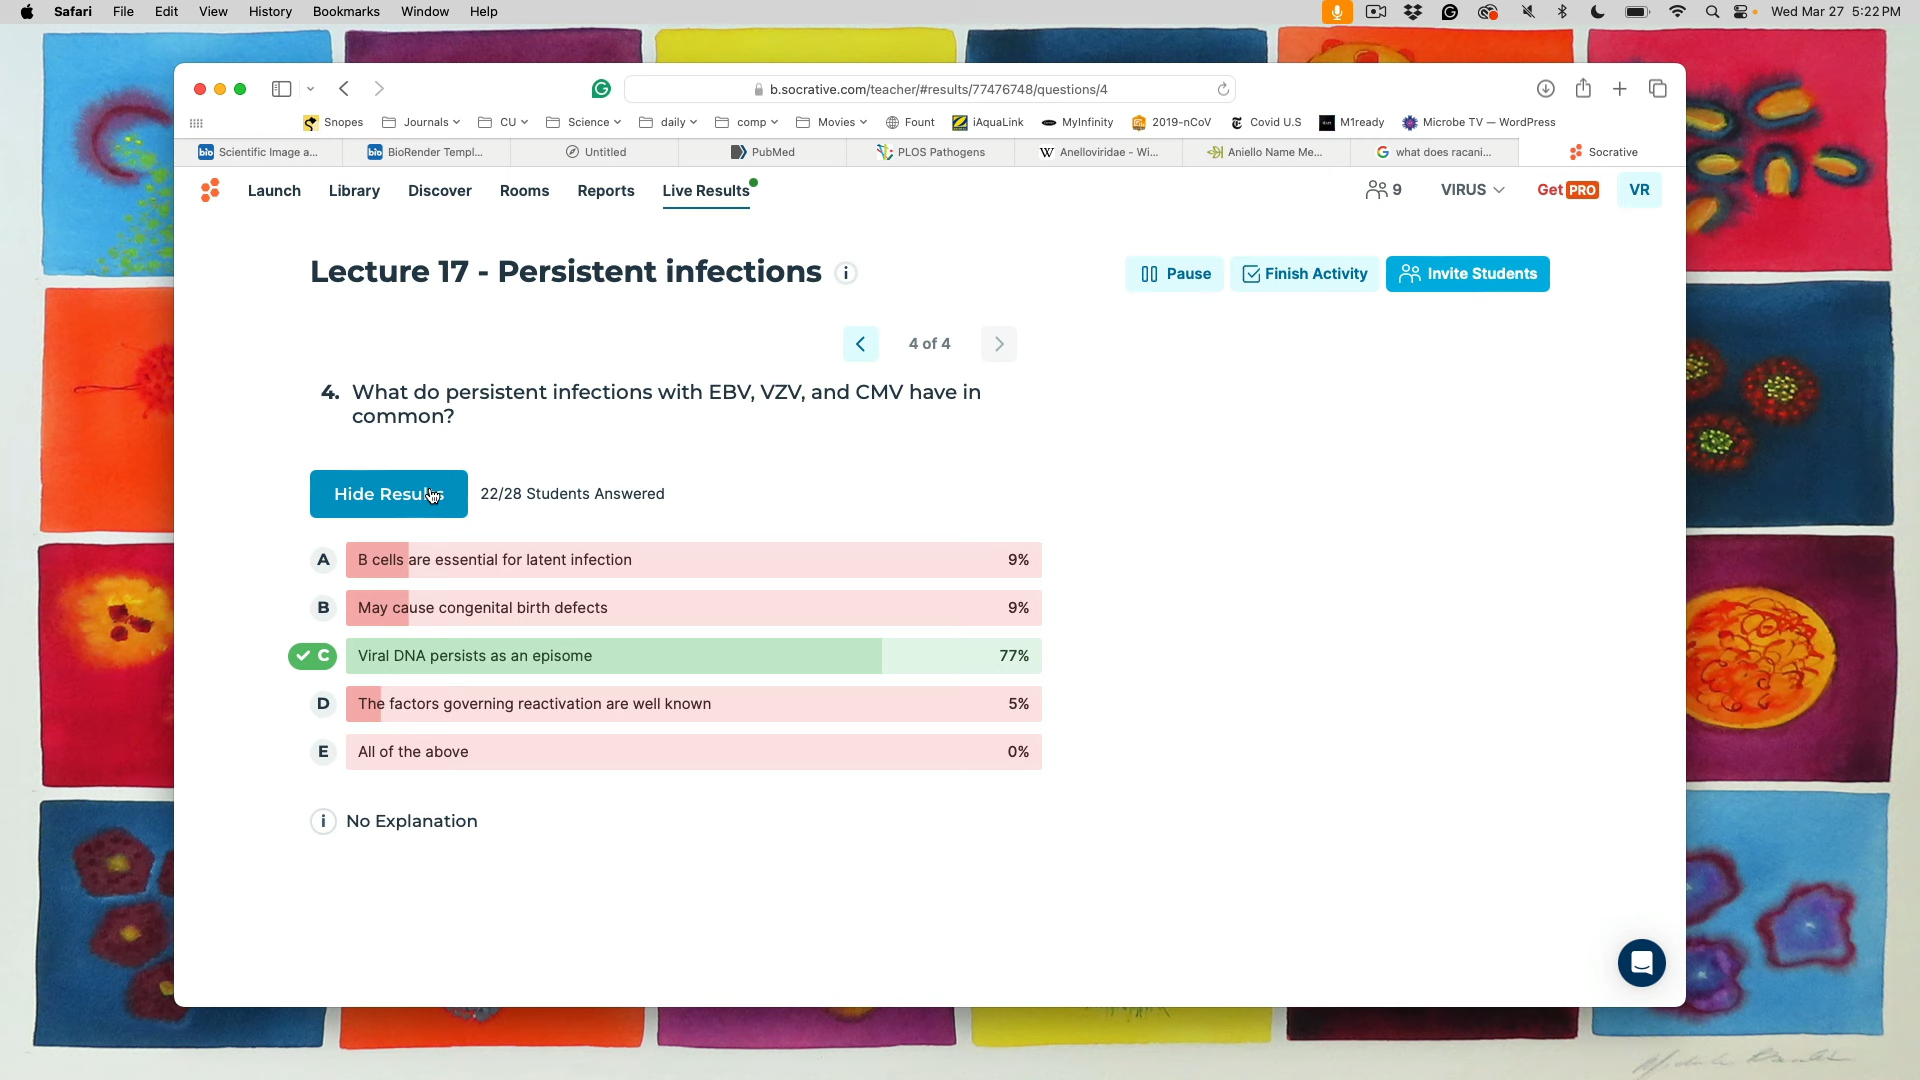 Safari File Edit View History Bookmarks Window Help Wed Mar 27 5:22 PM
b.socrative.com/teacher/#results/77476748/questions/4
Snopes Journals CU Science daily comp Movies Fount iAquaLink MyInfinity 2019-nCoV Covid U.S M1ready Microbe TV — WordPress
bio Scientific Image a... bio BioRender Templ... Untitled PubMed PLOS Pathogens W Anelloviridae - Wi... Aniello Name Me... G what does racani... Socrative
Launch Library Discover Rooms Reports Live Results 9 VIRUS Get PRO VR
Lecture 17 - Persistent infections i Pause Finish Activity Invite Students
4 of 4
4. What do persistent infections with EBV, VZV, and CMV have in
common?
Hide Results 22/28 Students Answered
A B cells are essential for latent infection 9%
B May cause congenital birth defects 9%
C Viral DNA persists as an episome 77%
D The factors governing reactivation are well known 5%
E All of the above 0%
i No Explanation